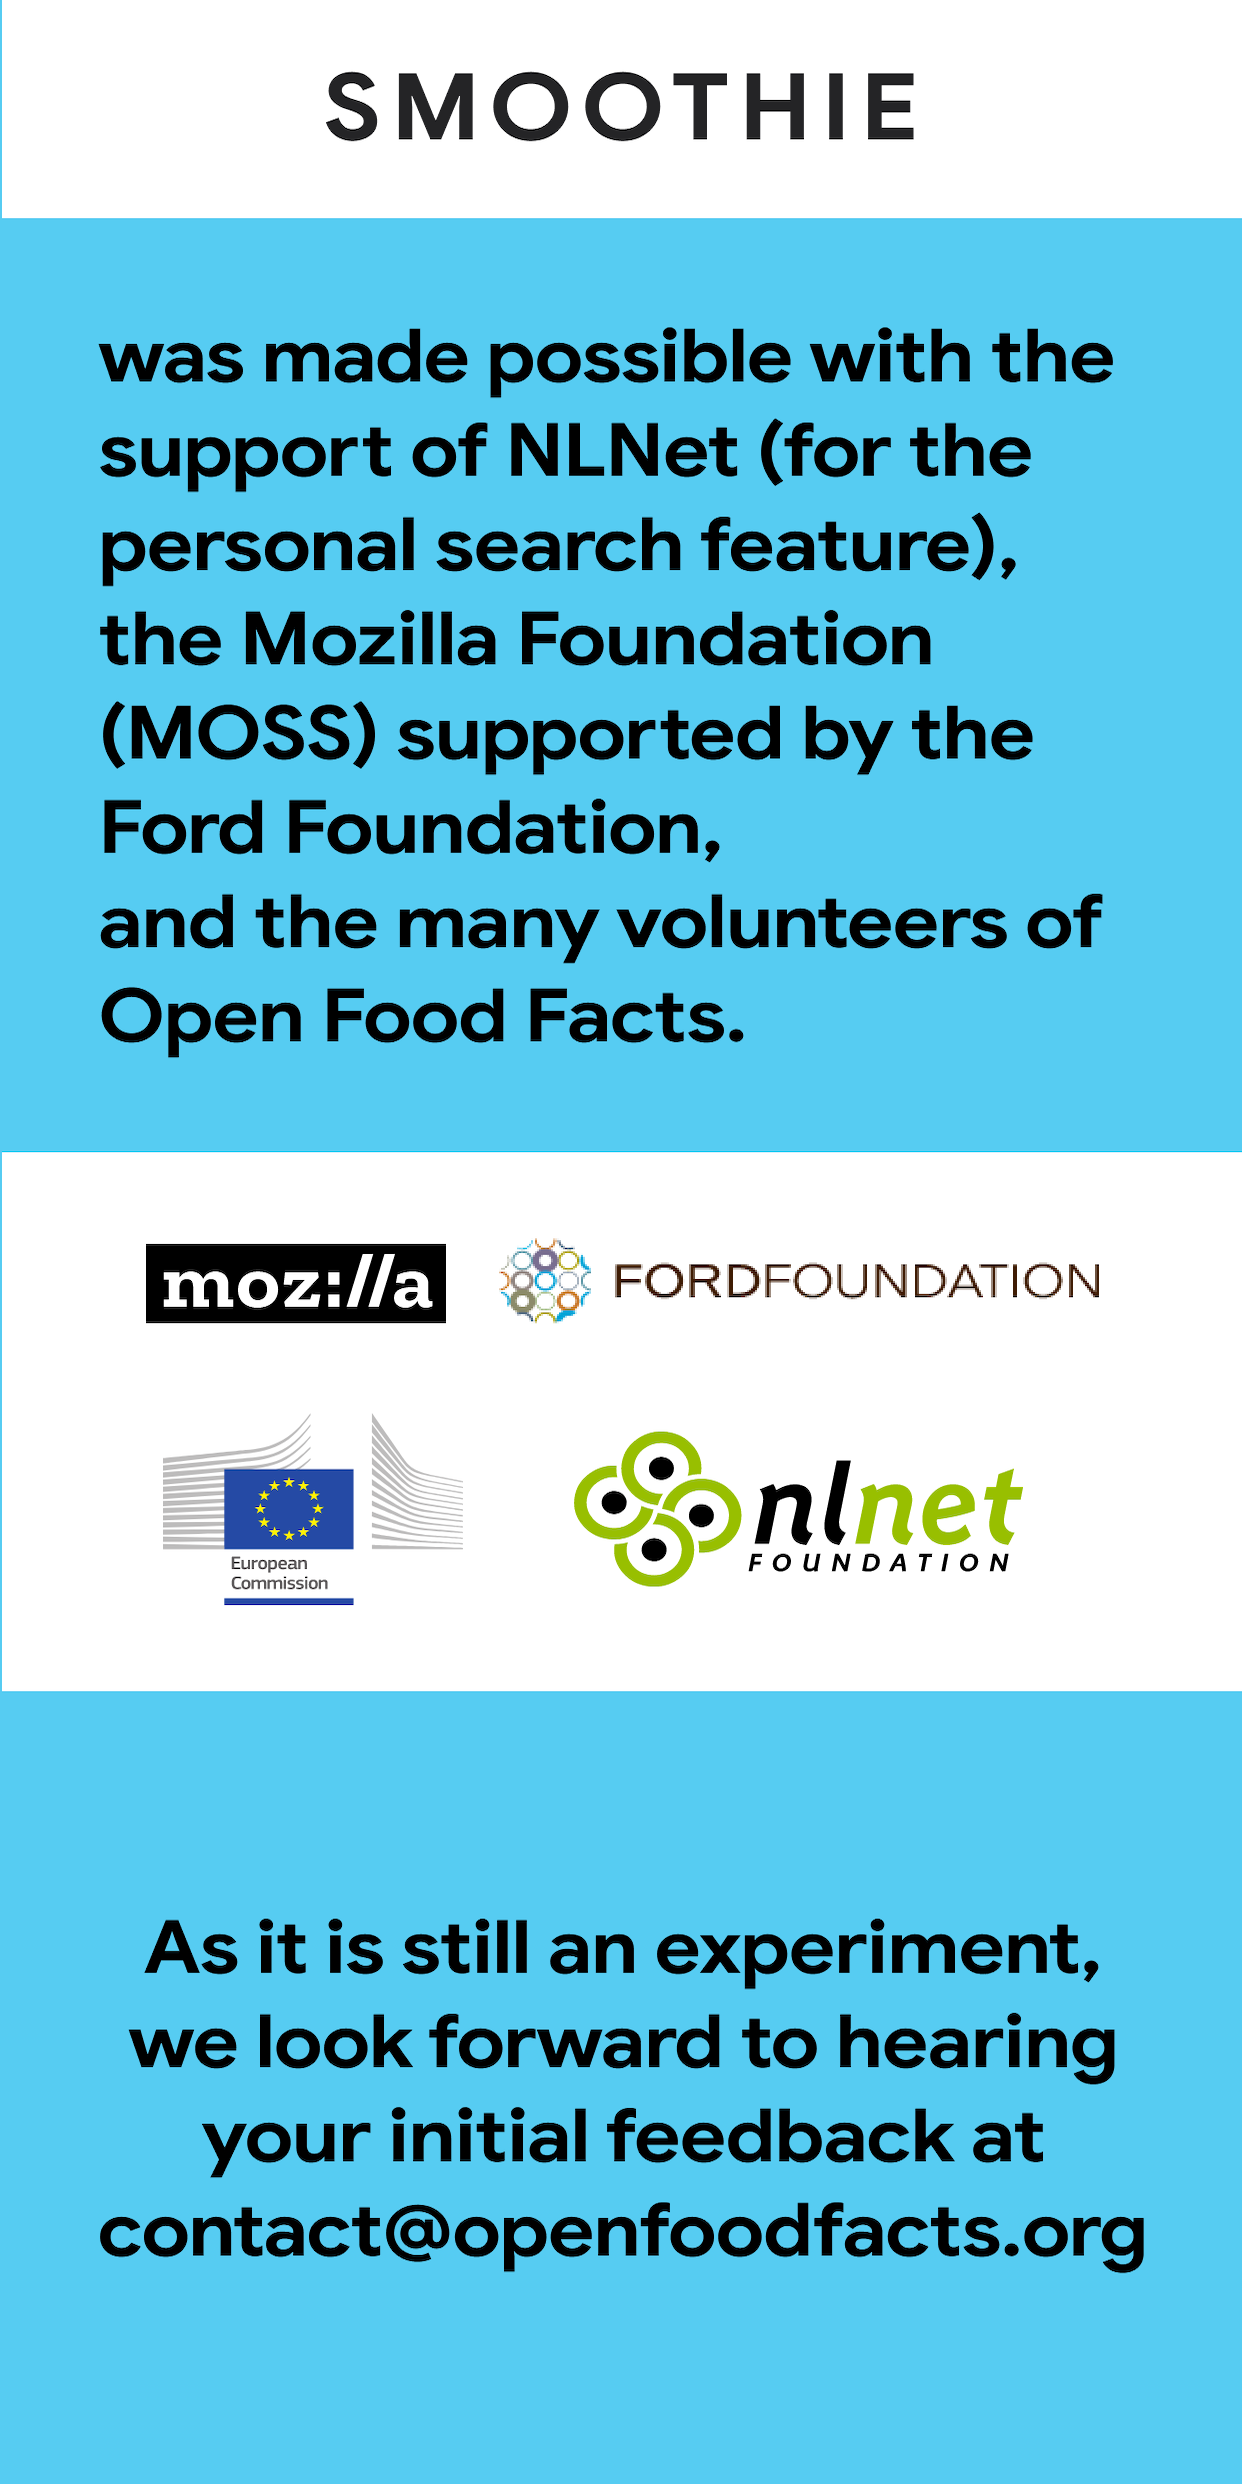 SMOOTHIE
was made possible with the
support of NLNet (for the
personal search feature),
the Mozilla Foundation
(MOSS) supported by the
Ford Foundation,
and the many volunteers of
Open Food Facts.
moz://a
FORDFOUNDATION
European
Commission
nlnet
FOUNDATION
As it is still an experiment,
we look forward to hearing
your initial feedback at
contact@openfoodfacts.org